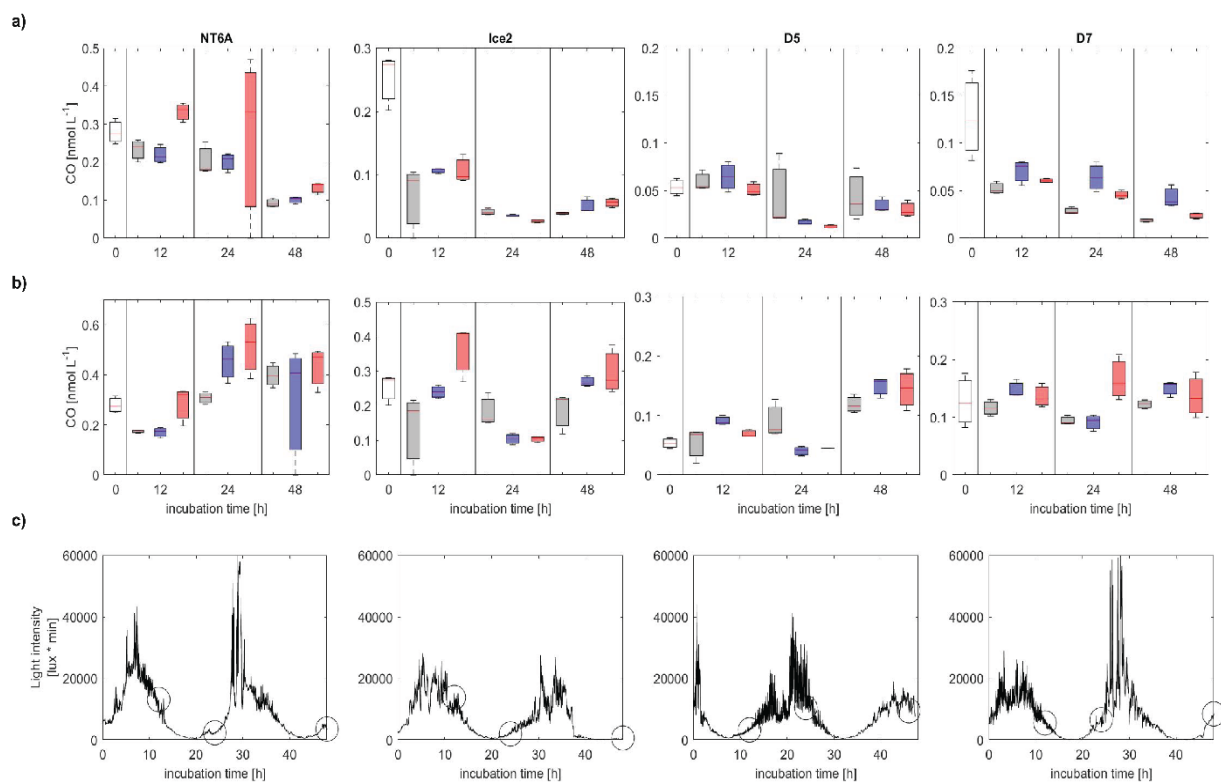 a)
NT6A
Ice2
D5
D7
CO [nmol L⁻¹]
0.5
0.4
0.3
0.2
0.1
0
0 12 24 48
0.3
0.2
0.1
0
0 12 24 48
0.2
0.15
0.1
0.05
0
0 12 24 48
0.2
0.15
0.1
0.05
0
0 12 24 48
b)
CO [nmol L⁻¹]
0.6
0.4
0.2
0
0 12 24 48
incubation time [h]
0.5
0.4
0.3
0.2
0.1
0
0 12 24 48
incubation time [h]
0.3
0.2
0.1
0
0 12 24 48
incubation time [h]
0.3
0.2
0.1
0
0 12 24 48
incubation time [h]
c)
Light intensity
[lux * min]
60000
40000
20000
0
0 10 20 30 40
incubation time [h]
60000
40000
20000
0
0 10 20 30 40
incubation time [h]
60000
40000
20000
0
0 10 20 30 40
incubation time [h]
60000
40000
20000
0
0 10 20 30 40
incubation time [h]